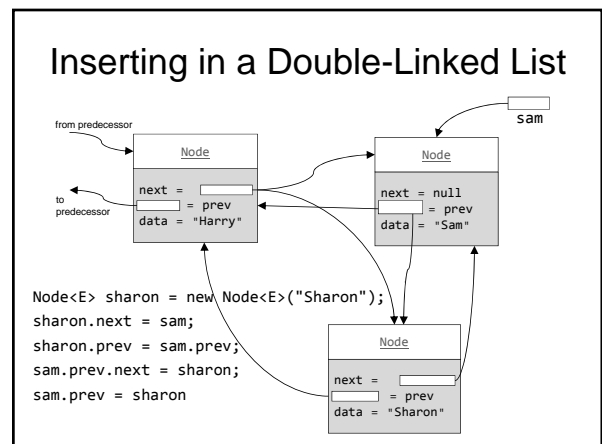 Inserting in a Double-Linked List
from predecessor
to
predecessor
Node
next =
= prev
data = "Harry"
sam
Node
next = null
= prev
data = "Sam"
Node<E> sharon = new Node<E>("Sharon");
sharon.next = sam;
sharon.prev = sam.prev;
sam.prev.next = sharon;
sam.prev = sharon
Node
next =
= prev
data = "Sharon"